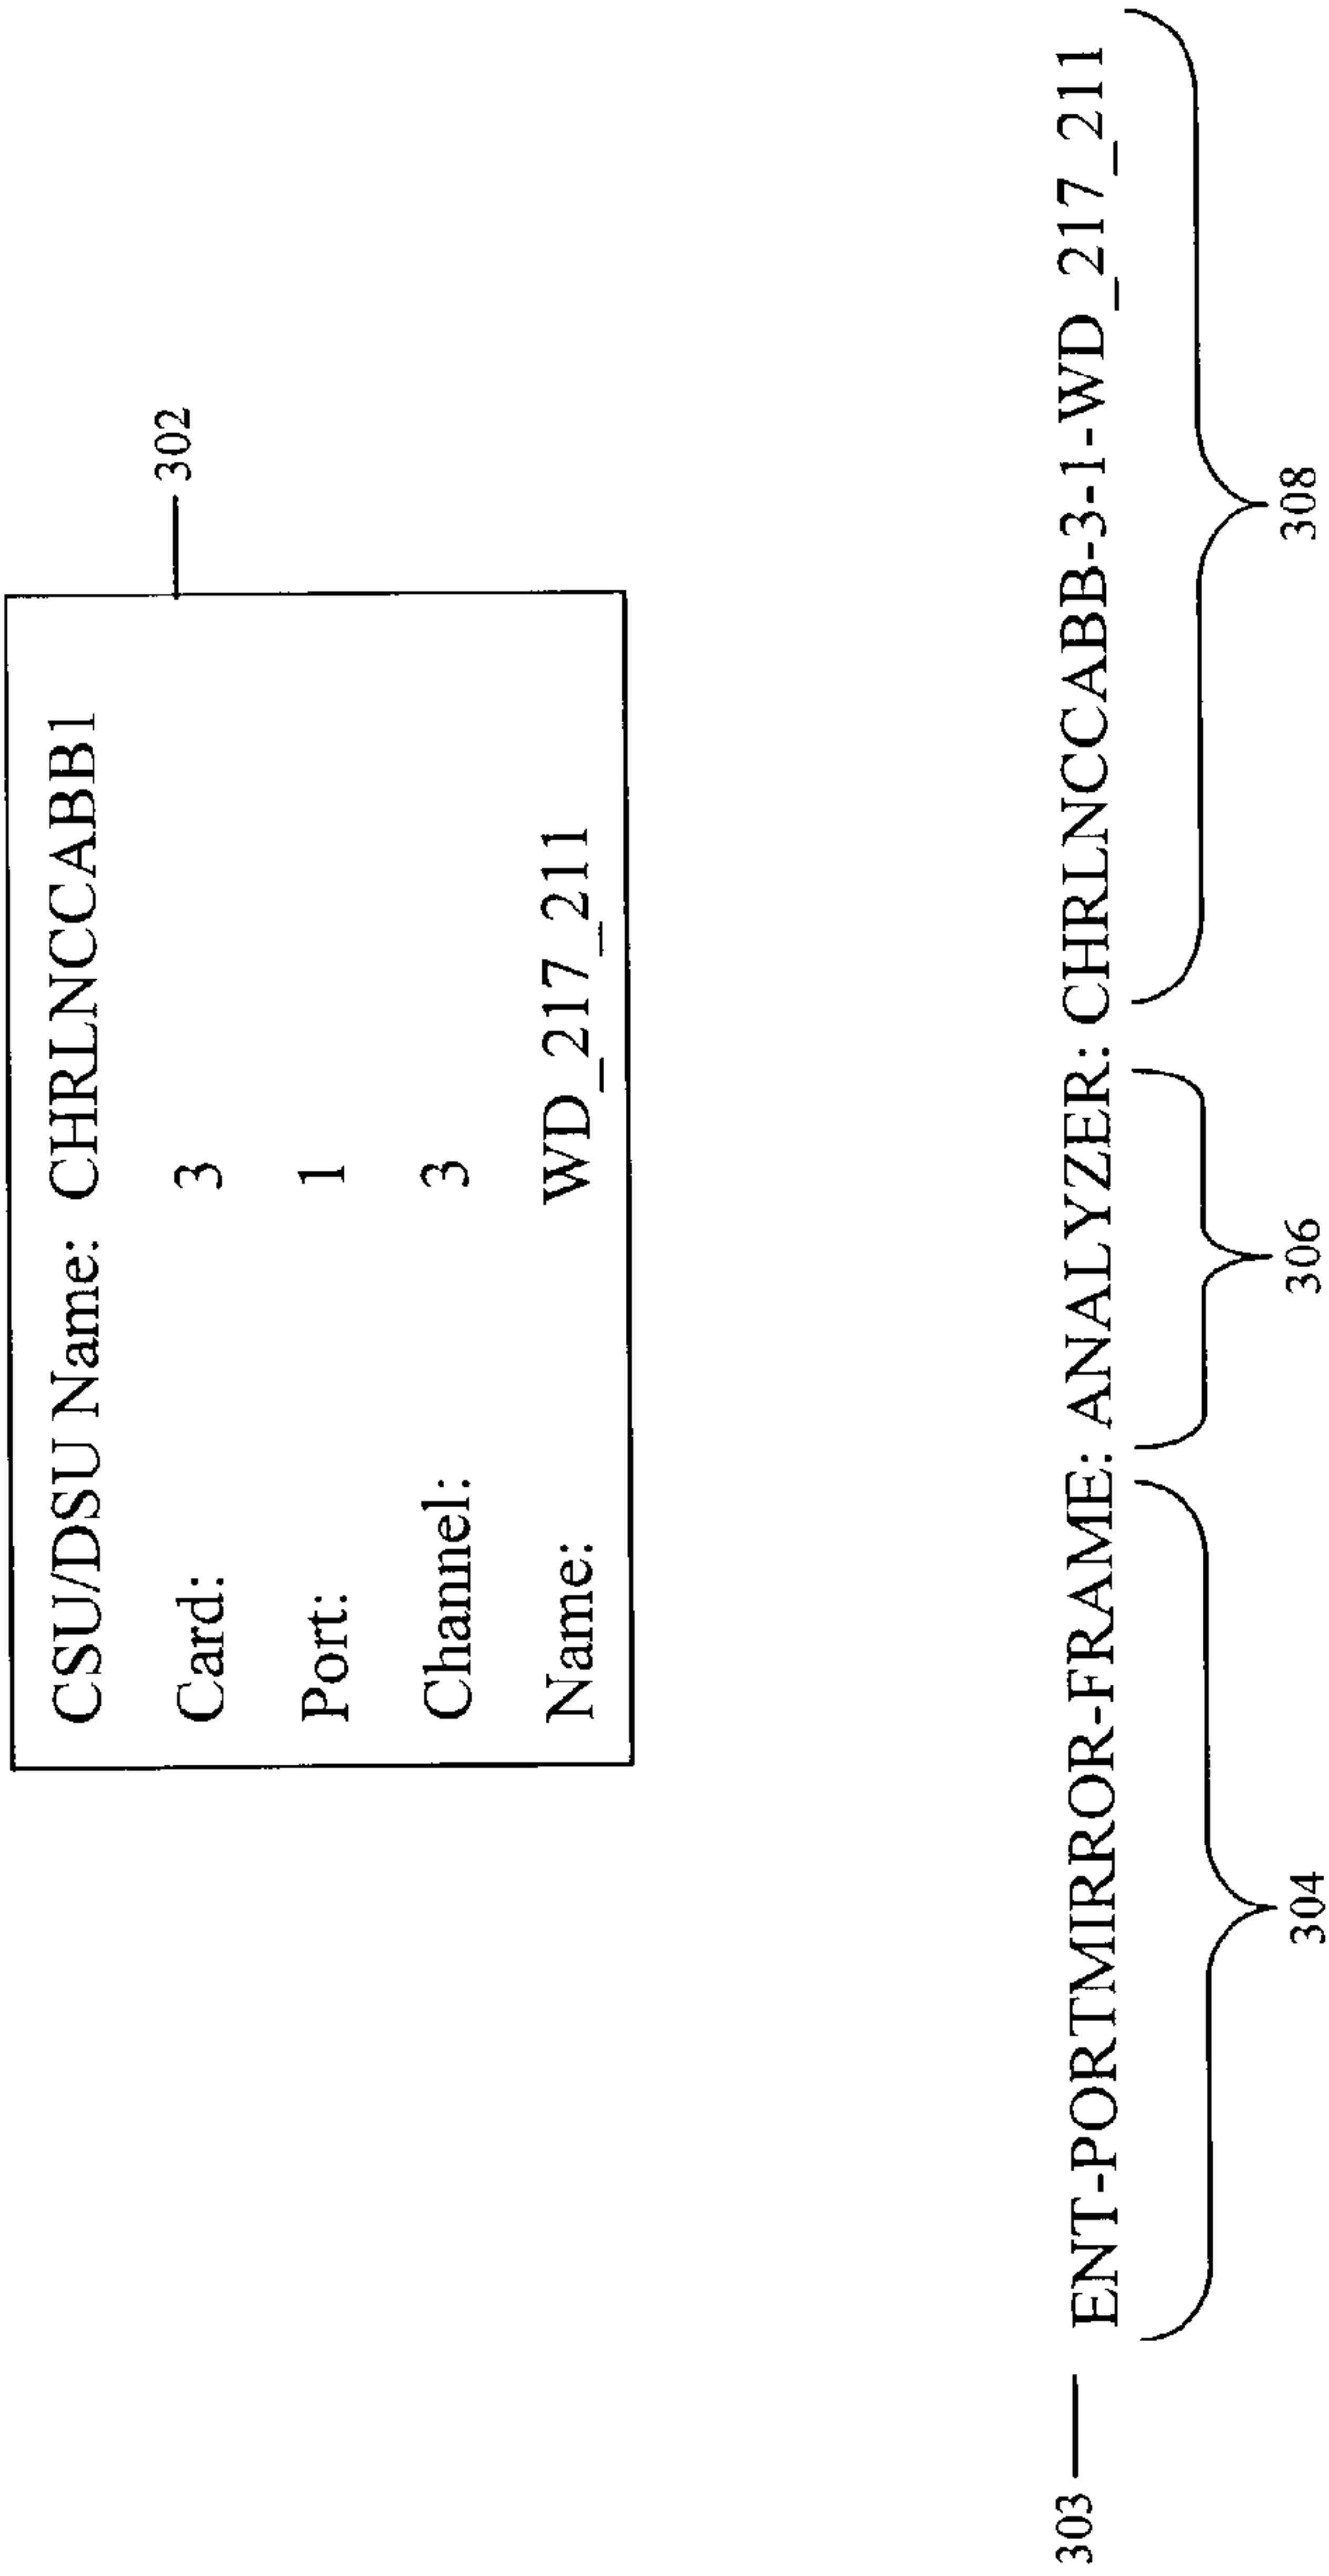 CSU/DSU Name: CHRLNCCABB1
Card: 3
Port: 1
Channel: 3
Name: WD_217_211
302
303
ENT-PORTMIRROR-FRAME: ANALYZER: CHRLNCCABB-3-1-WD_217_211
304 306 308